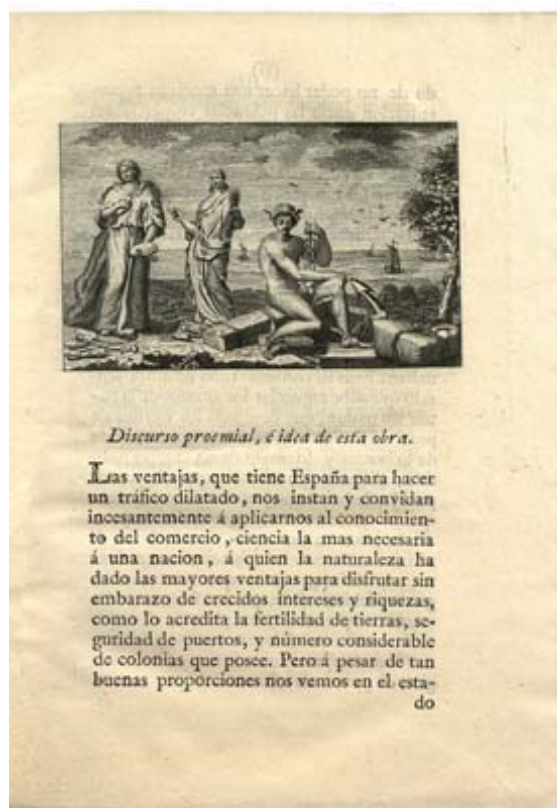 Discurso proemial, é idea de esta obra.
Las ventajas, que tiene España para hacer
un tráfico dilatado, nos instan y convidan
incesantemente á aplicarnos al conocimien-
to del comercio, ciencia la mas necesaria
á una nacion, á quien la naturaleza ha
dado las mayores ventajas para disfrutar sin
embarazo de crecidos intereses y riquezas,
como lo acredita la fertilidad de tierras, se-
guridad de puertos, y número considerable
de colonias que posee. Pero á pesar de tan
buenas proporciones nos vemos en el esta-
do